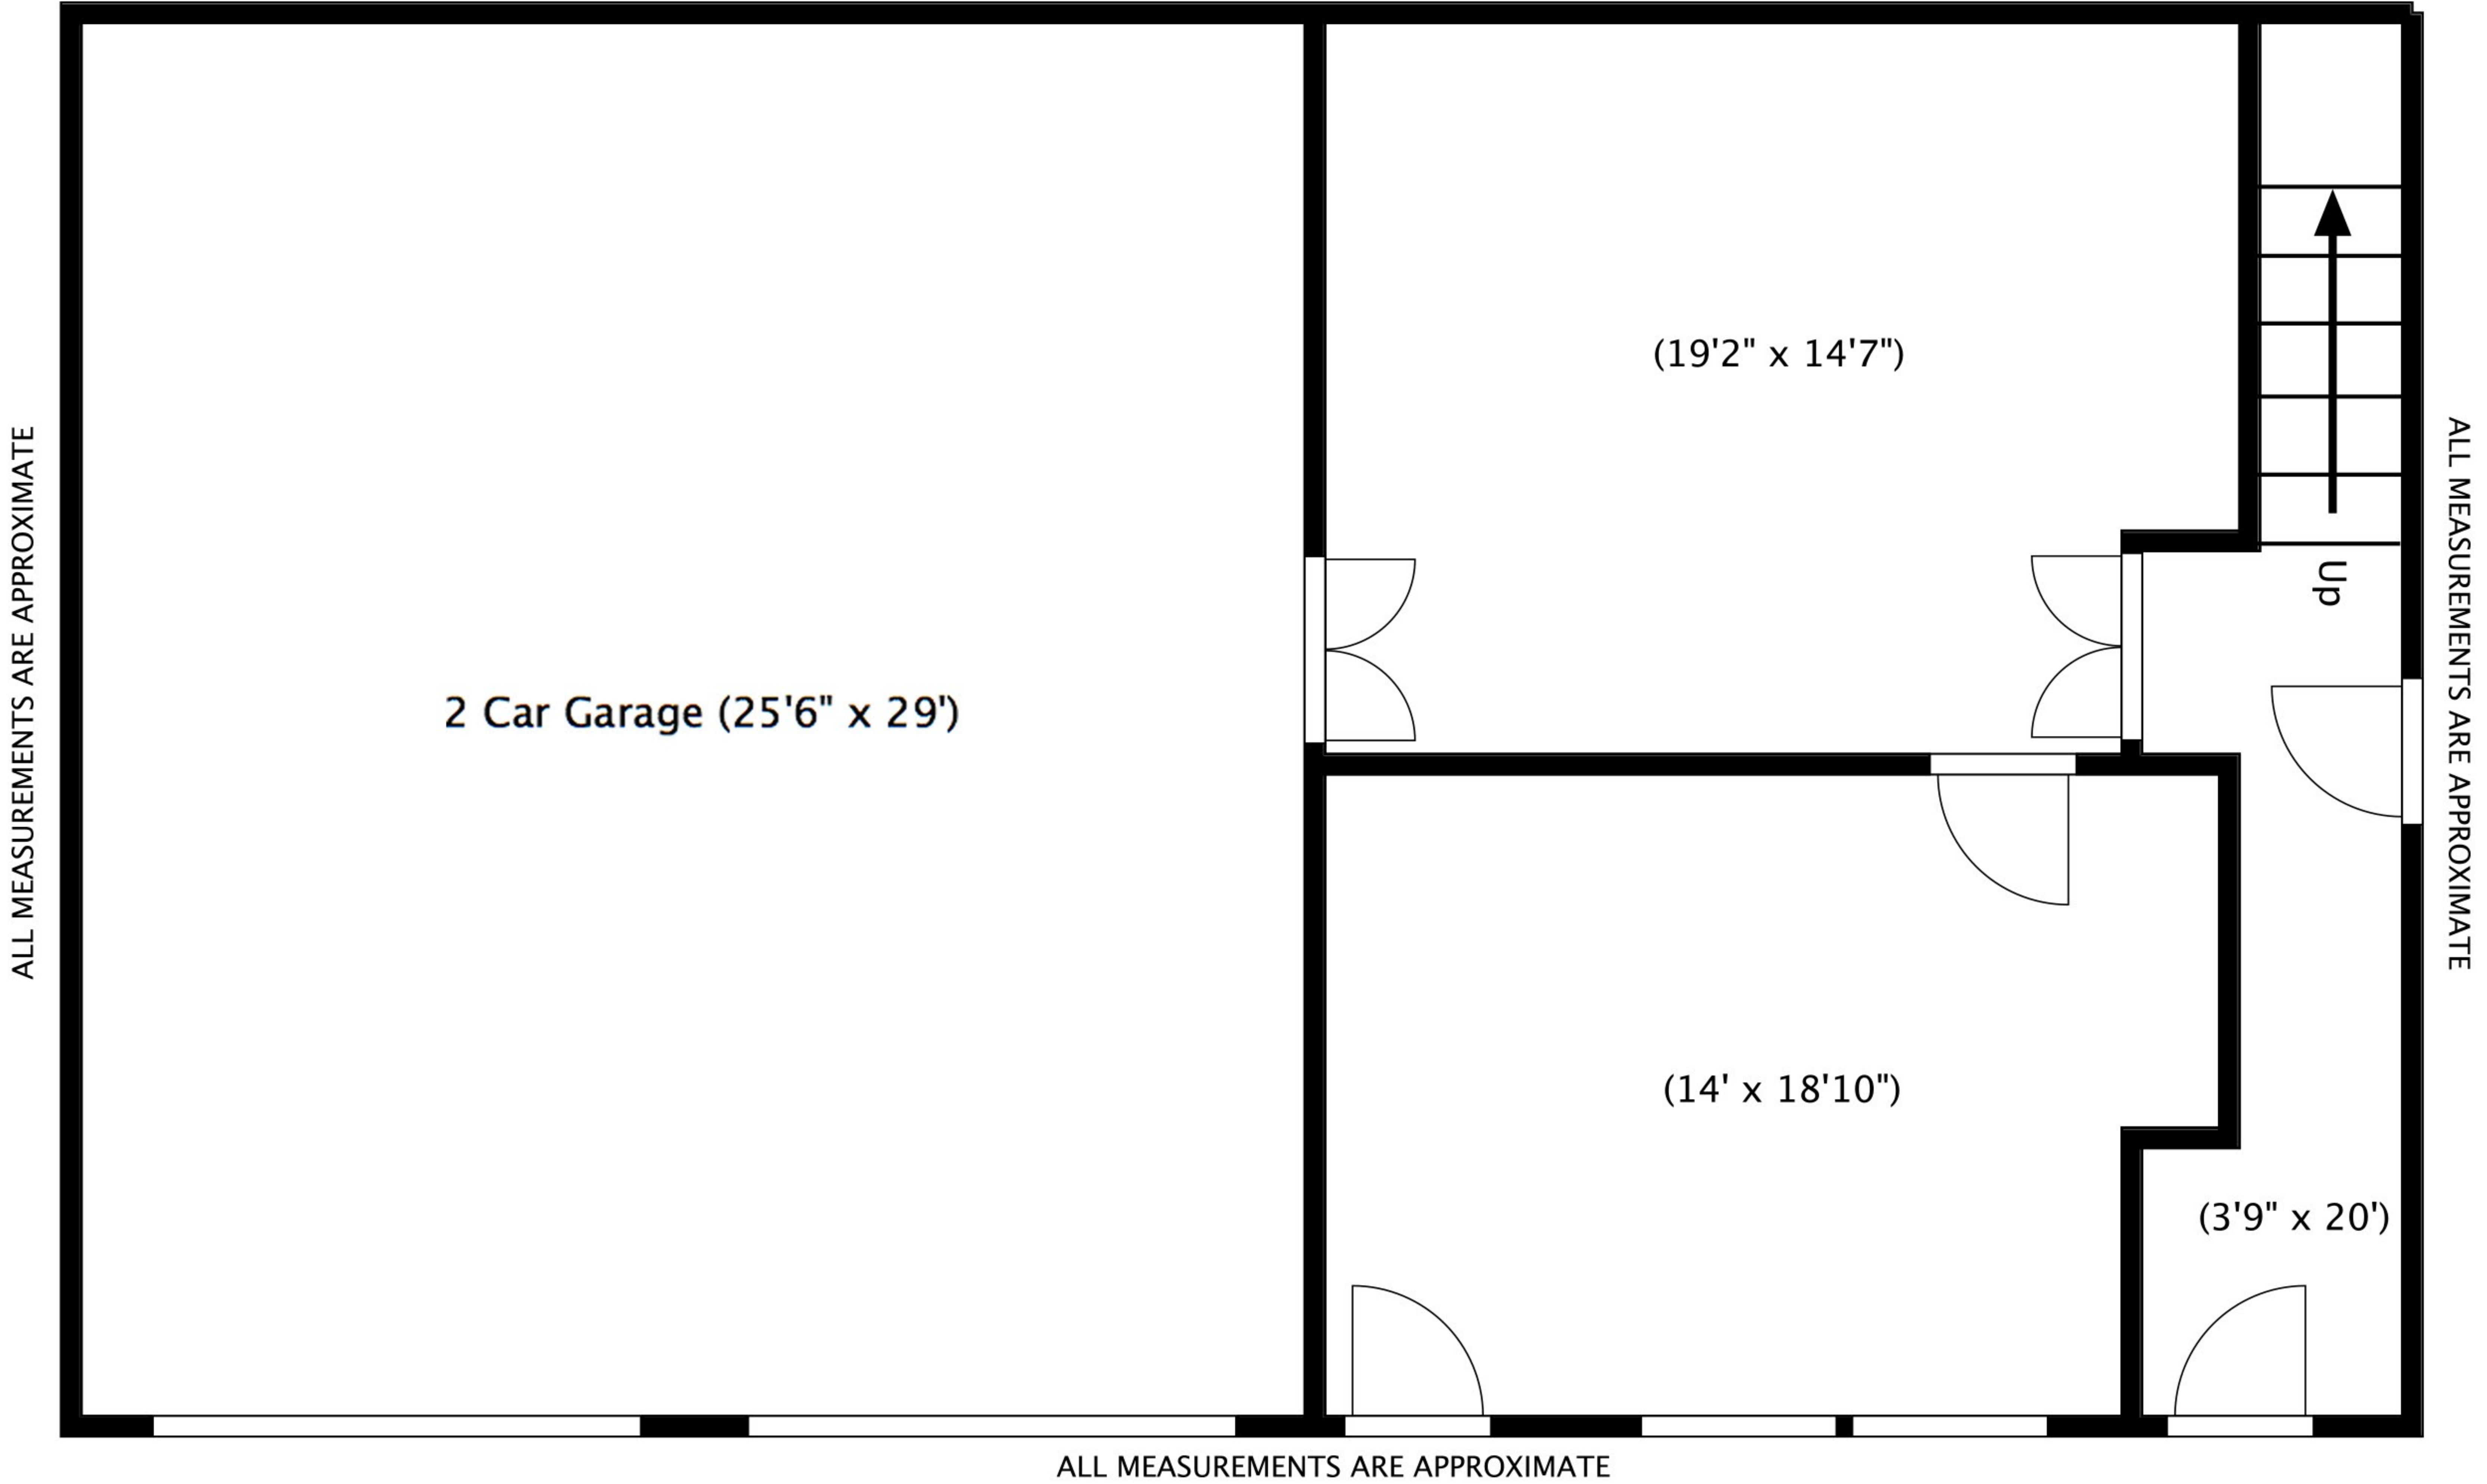 (19'2" x 14'7")
ALL MEASUREMENTS ARE APPROXIMATE
ALL MEASUREMENTS ARE APPROXIMATE
Up
2 Car Garage (25'6" x 29')
(14' x 18'10")
(3'9" x 20')
ALL MEASUREMENTS ARE APPROXIMATE